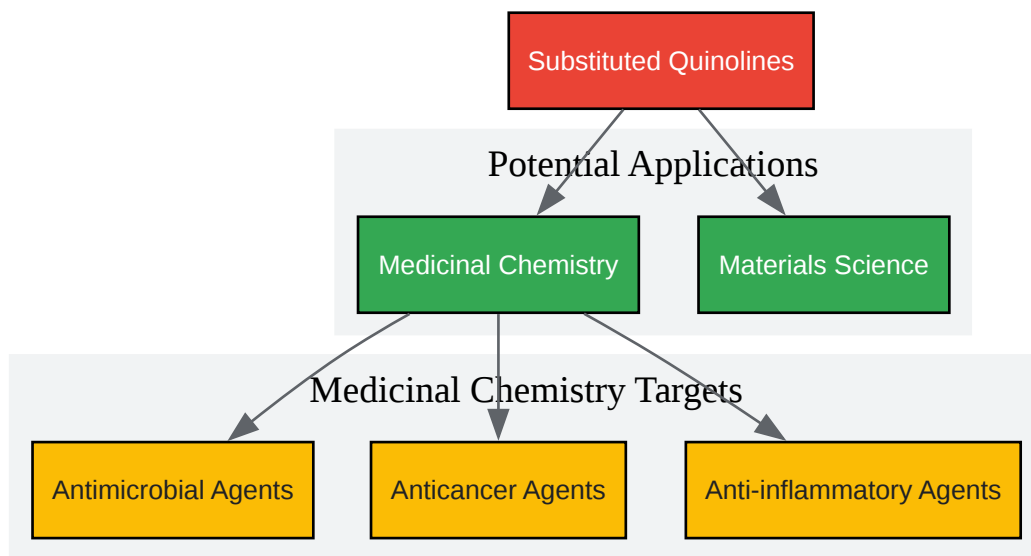 Substituted Quinolines
Potential Applications
Medicinal Chemistry
Materials Science
Medicinal Chemistry Targets
Antimicrobial Agents
Anticancer Agents
Anti-inflammatory Agents